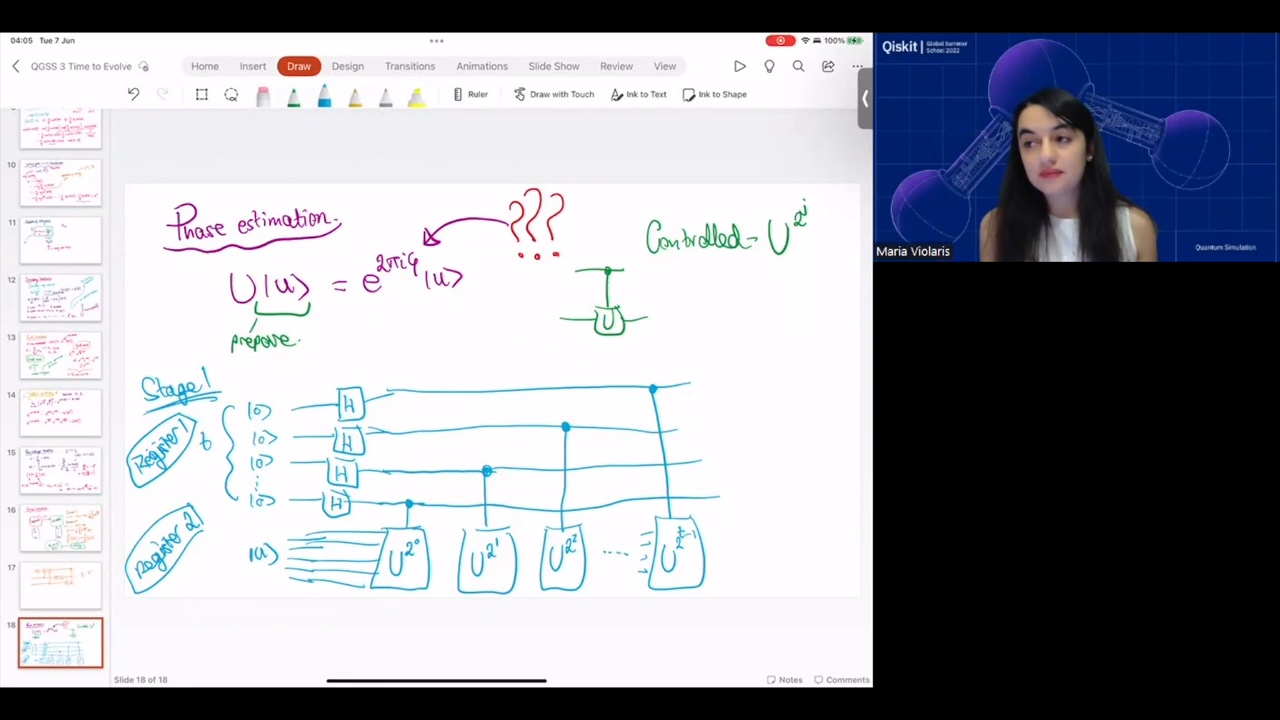 04:05 Tue 7 Jun
100%
QGSS 3 Time to Evolve
Home Insert Draw Design Transitions Animations Slide Show Review View
Ruler Draw with Touch Ink to Text Ink to Shape
10
11
12
13
14
15
16
17
18
Phase estimation.
???
Controlled- U^{2^j}
U|u> = e^{2πiφ}|u>
prepare.
U
Stage 1
Register 1
t
|0> H
|0> H
|0> H
⋮
|0> H
Register 2
|u> U^{2^0} U^{2^1} U^{2^2} .... U^{2^{t-1}}
Slide 18 of 18
Notes Comments
Qiskit | Global Summer School 2022
Maria Violaris
Quantum Simulation